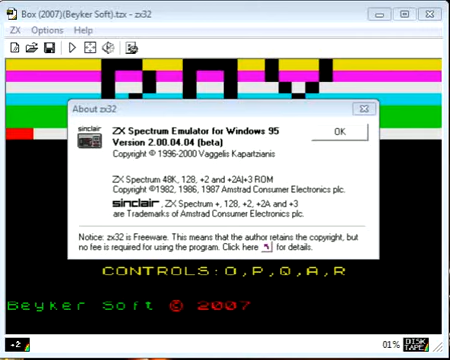 Box (2007)(Beyker Soft).tzx - zx32
ZX Options Help
BOX
About zx32
sinclair
ZX Spectrum Emulator for Windows 95
Version 2.00.04.04 (beta)
Copyright © 1996-2000 Vaggelis Kapartzianis
OK
ZX Spectrum 48K, 128, +2 and +2A/+3 ROM
Copyright ©1982, 1986, 1987 Amstrad Consumer Electronics plc.
sinclair, ZX Spectrum +, 128, +2, +2A and +3
are Trademarks of Amstrad Consumer Electronics plc.
Notice: zx32 is Freeware. This means that the author retains the copyright, but
no fee is required for using the program. Click here for details.
CONTROLS:O,P,Q,A,R
Beyker Soft © 2007
+2
01%
DISK
TAPE